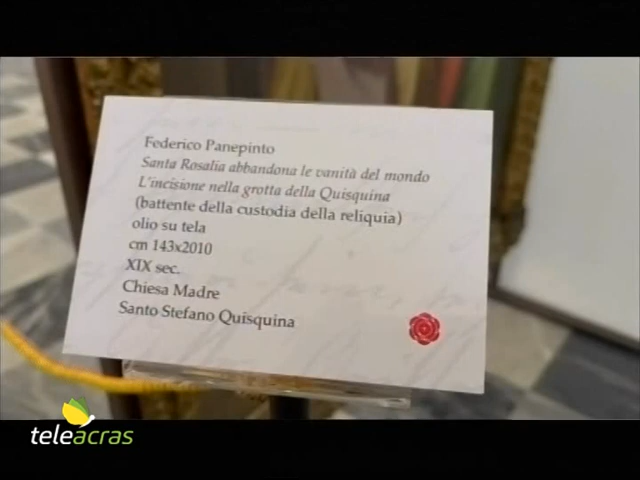 Federico Panepinto
Santa Rosalia abbandona le vanità del mondo
L'incisione nella grotta della Quisquina
(battente della custodia della reliquia)
olio su tela
cm 143x2010
XIX sec.
Chiesa Madre
Santo Stefano Quisquina
teleacras